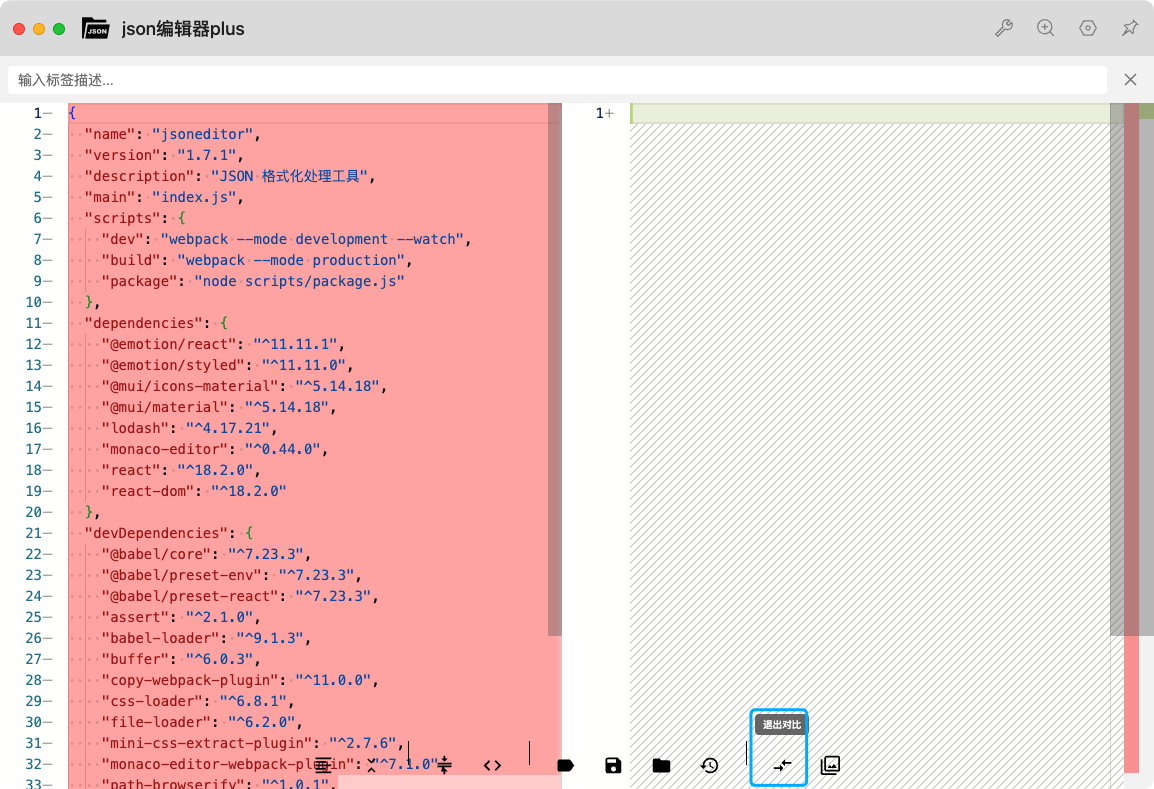 JSON json编辑器plus
输入标签描述...
1 {
2 "name": "jsoneditor",
3 "version": "1.7.1",
4 "description": "JSON 格式化处理工具",
5 "main": "index.js",
6 "scripts": {
7 "dev": "webpack --mode development --watch",
8 "build": "webpack --mode production",
9 "package": "node scripts/package.js"
10 },
11 "dependencies": {
12 "@emotion/react": "^11.11.1",
13 "@emotion/styled": "^11.11.0",
14 "@mui/icons-material": "^5.14.18",
15 "@mui/material": "^5.14.18",
16 "lodash": "^4.17.21",
17 "monaco-editor": "^0.44.0",
18 "react": "^18.2.0",
19 "react-dom": "^18.2.0"
20 },
21 "devDependencies": {
22 "@babel/core": "^7.23.3",
23 "@babel/preset-env": "^7.23.3",
24 "@babel/preset-react": "^7.23.3",
25 "assert": "^2.1.0",
26 "babel-loader": "^9.1.3",
27 "buffer": "^6.0.3",
28 "copy-webpack-plugin": "^11.0.0",
29 "css-loader": "^6.8.1",
30 "file-loader": "^6.2.0",
31 "mini-css-extract-plugin": "^2.7.6",
32 "monaco-editor-webpack-plugin": "^7.1.0"
33 "path-browserify": "^1.0.1",
1+
退出对比